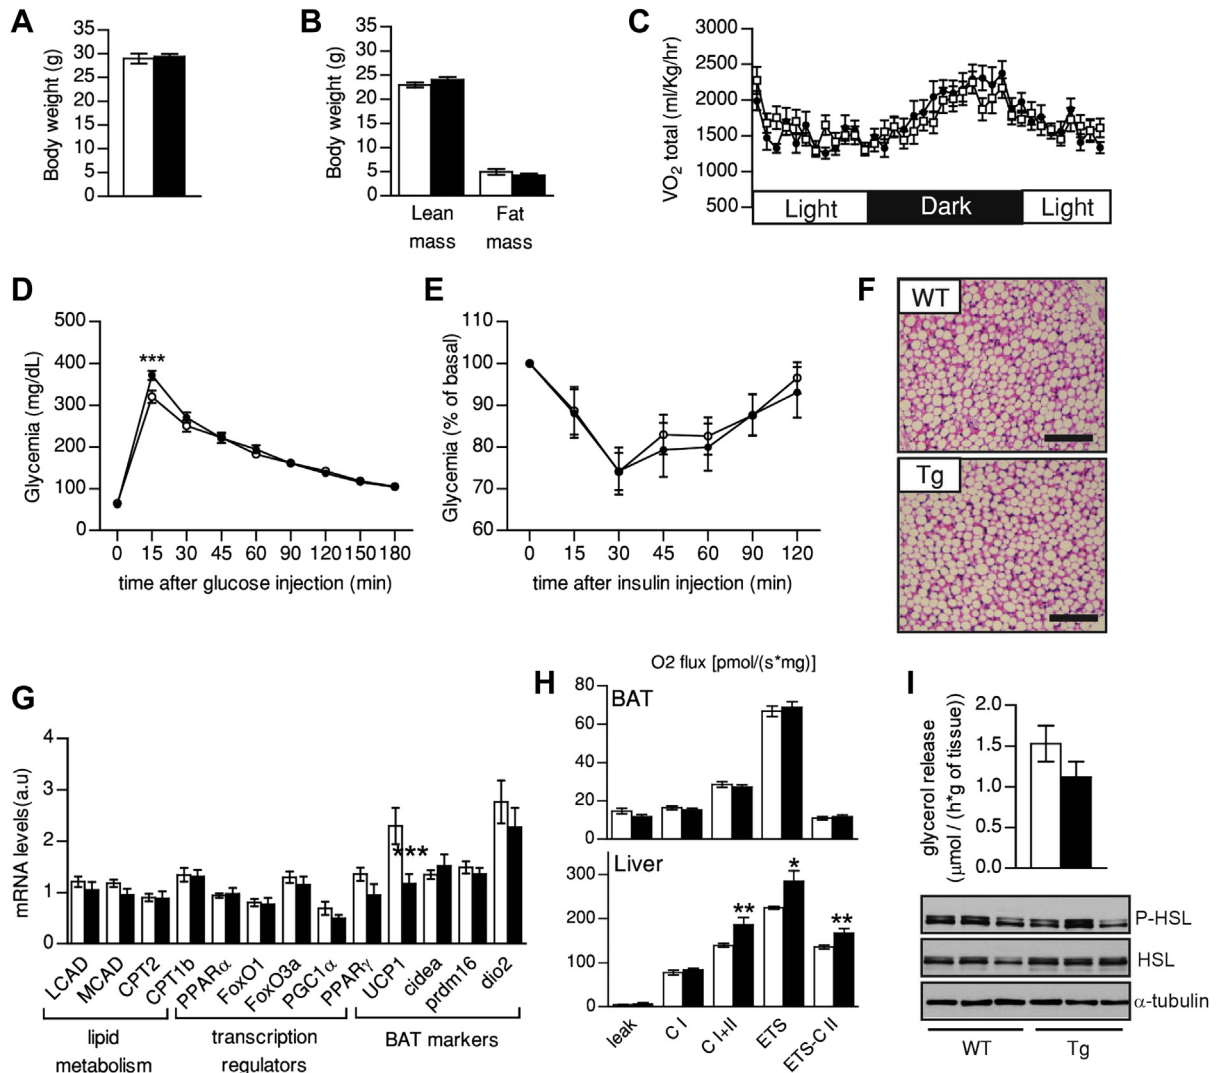 A
Body weight (g)
35
30
25
20
15
10
5
0
B
Body weight (g)
35
30
25
20
15
10
5
0
Lean
mass
Fat
mass
C
VO2 total (ml/Kg/hr)
3000
2500
2000
1500
1000
500
Light
Dark
Light
D
Glycemia (mg/dL)
500
400
300
200
100
0
***
0 15 30 45 60 90 120 150 180
time after glucose injection (min)
E
Glycemia (% of basal)
110
100
90
80
70
60
0 15 30 45 60 90 120
time after insulin injection (min)
F
WT
Tg
G
mRNA levels(a.u)
4
3
2
1
0
***
LCAD
MCAD
CPT2
CPT1b
PPARα
FoxO1
FoxO3a
PGC1α
PPARγ
UCP1
cidea
prdm16
dio2
lipid
metabolism
transcription
regulators
BAT markers
H
O2 flux [pmol/(s*mg)]
BAT
80
60
40
20
0
Liver
300
200
100
0
**
*
**
leak
C I
C I+II
ETS
ETS-C II
I
glycerol release
(µmol / (h*g of tissue))
2.0
1.5
1.0
0.5
0.0
P-HSL
HSL
α-tubulin
WT
Tg